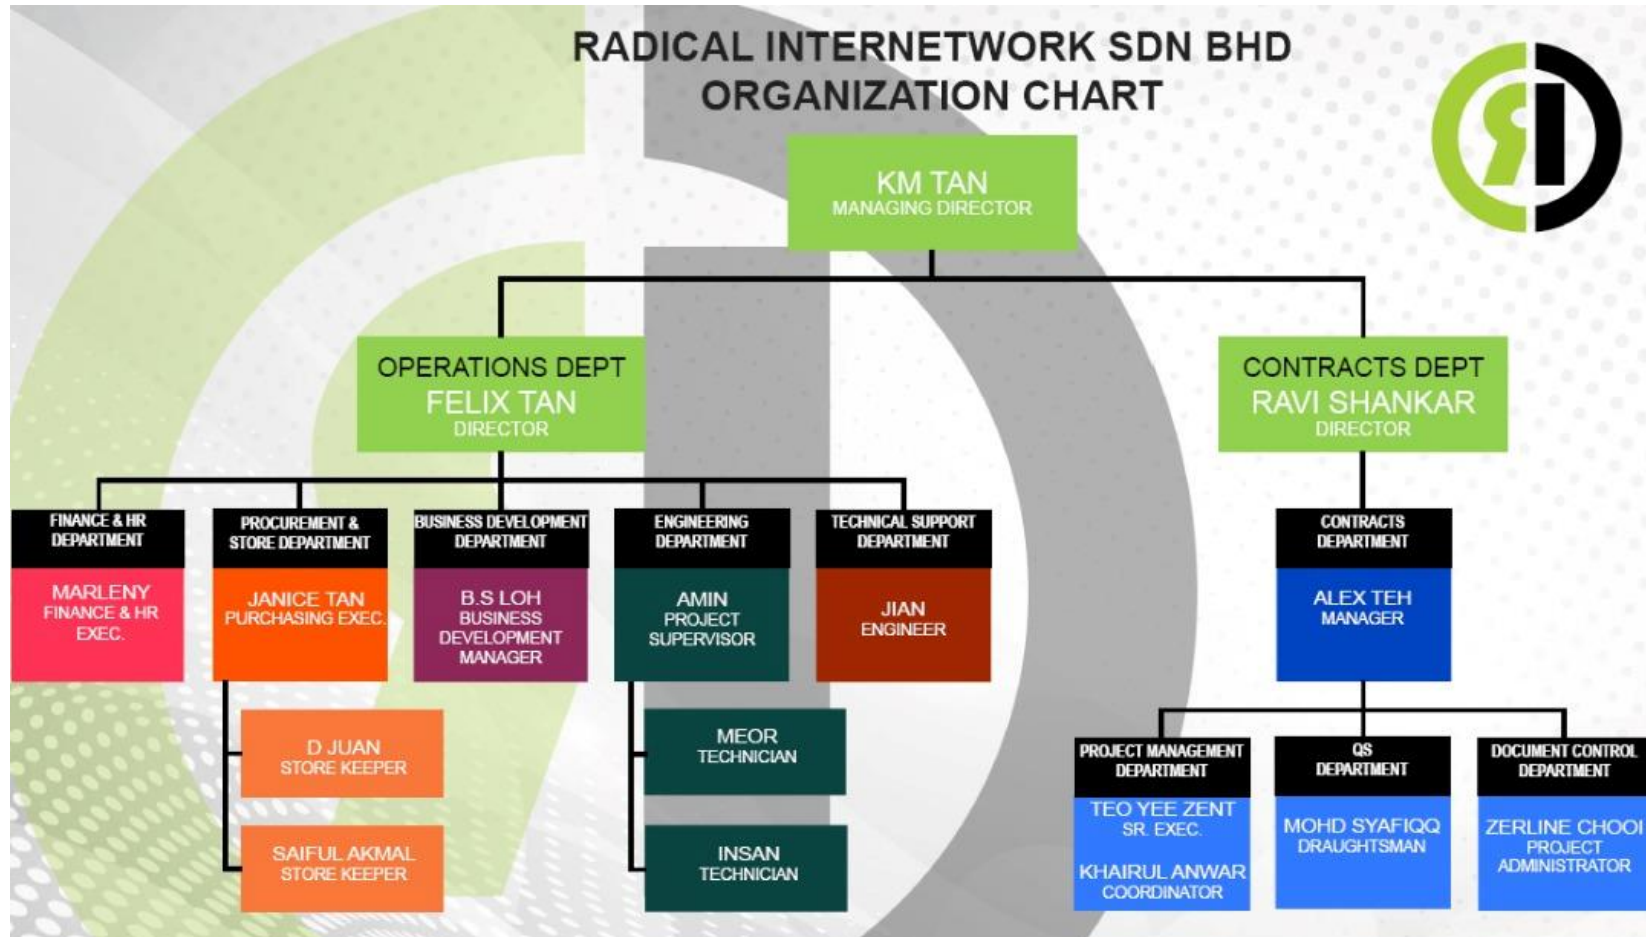 RADICAL INTERNETWORK SDN BHD
ORGANIZATION CHART
KM TAN
MANAGING DIRECTOR
OPERATIONS DEPT
FELIX TAN
DIRECTOR
CONTRACTS DEPT
RAVI SHANKAR
DIRECTOR
FINANCE & HR
DEPARTMENT
MARLENY
FINANCE & HR
EXEC.
PROCUREMENT &
STORE DEPARTMENT
JANICE TAN
PURCHASING EXEC.
D JUAN
STORE KEEPER
SAIFUL AKMAL
STORE KEEPER
BUSINESS DEVELOPMENT
DEPARTMENT
B.S LOH
BUSINESS
DEVELOPMENT
MANAGER
ENGINEERING
DEPARTMENT
AMIN
PROJECT
SUPERVISOR
MEOR
TECHNICIAN
INSAN
TECHNICIAN
TECHNICAL SUPPORT
DEPARTMENT
JIAN
ENGINEER
CONTRACTS
DEPARTMENT
ALEX TEH
MANAGER
PROJECT MANAGEMENT
DEPARTMENT
TEO YEE ZENT
SR. EXEC.
KHAIRUL ANWAR
COORDINATOR
QS
DEPARTMENT
MOHD SYAFIQQ
DRAUGHTSMAN
DOCUMENT CONTROL
DEPARTMENT
ZERLINE CHOOI
PROJECT
ADMINISTRATOR